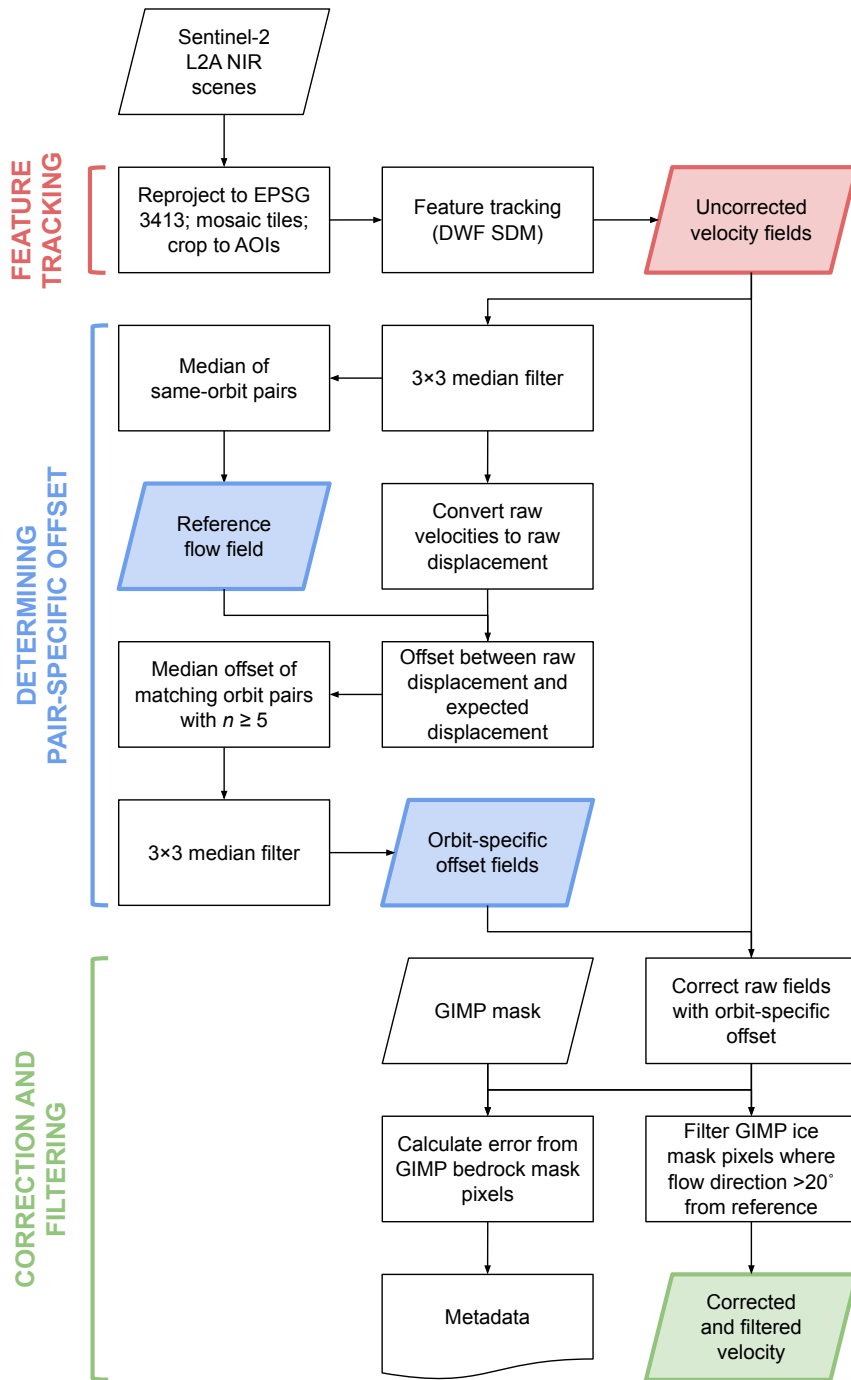 Sentinel-2
L2A NIR
scenes
FEATURE
TRACKING
Reproject to EPSG
3413; mosaic tiles;
crop to AOIs
Feature tracking
(DWF SDM)
Uncorrected
velocity fields
DETERMINING
PAIR-SPECIFIC OFFSET
Median of
same-orbit pairs
3×3 median filter
Reference
flow field
Convert raw
velocities to raw
displacement
Median offset of
matching orbit pairs
with n ≥ 5
Offset between raw
displacement and
expected
displacement
3×3 median filter
Orbit-specific
offset fields
CORRECTION AND
FILTERING
GIMP mask
Correct raw fields
with orbit-specific
offset
Calculate error from
GIMP bedrock mask
pixels
Filter GIMP ice
mask pixels where
flow direction >20°
from reference
Metadata
Corrected
and filtered
velocity